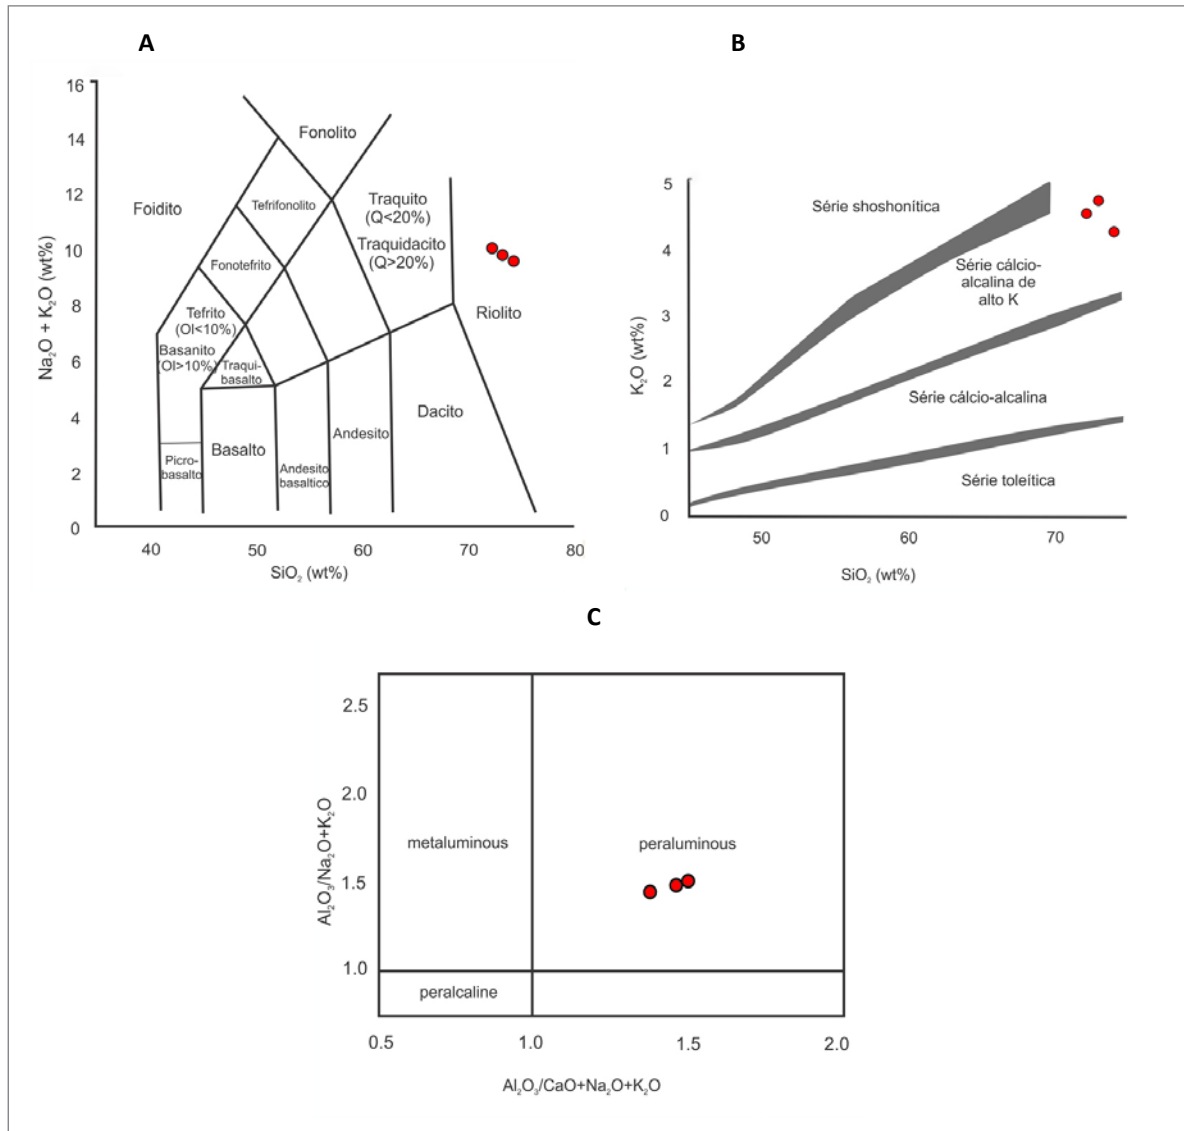 A
16
14
12
10
8
6
4
2
0
Na₂O + K₂O (wt%)
Fonolito
Foidito
Tefrifonolito
Traquito
(Q<20%)
Traquidacito
(Q>20%)
Fonotefrito
Tefrito
(Ol<10%)
Basanito
(Ol>10%)
Traqui-
basalto
Riolito
Dacito
Andesito
Basalto
Picro-
basalto
Andesito
basaltico
40
50
60
70
80
SiO₂ (wt%)
B
5
4
3
2
1
0
K₂O (wt%)
Série shoshonítica
Série cálcio-
alcalina de
alto K
Série cálcio-alcalina
Série toleítica
50
60
70
SiO₂ (wt%)
C
2.5
2.0
1.5
1.0
Al₂O₃/Na₂O+K₂O
metaluminous
peraluminous
peralcaline
0.5
1.0
1.5
2.0
Al₂O₃/CaO+Na₂O+K₂O